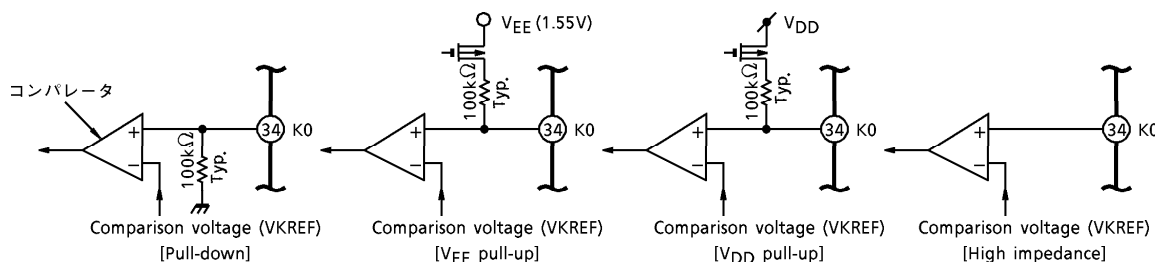 コンパレータ
+
−
100kΩ
Typ.
34
K0
Comparison voltage (VKREF)
[Pull-down]
VEE (1.55V)
100kΩ
Typ.
+
−
34
K0
Comparison voltage (VKREF)
[VEE pull-up]
VDD
100kΩ
Typ.
+
−
34
K0
Comparison voltage (VKREF)
[VDD pull-up]
+
−
34
K0
Comparison voltage (VKREF)
[High impedance]